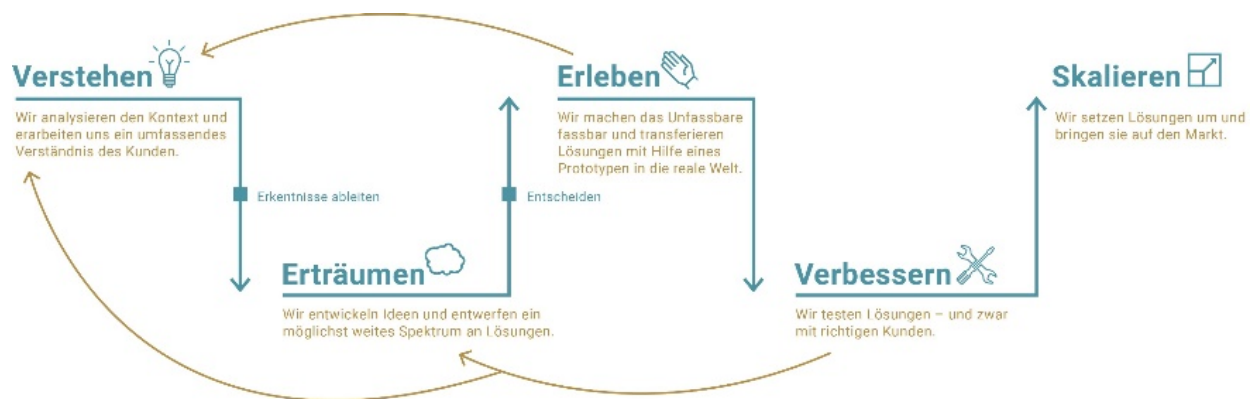 Verstehen
Wir analysieren den Kontext und
erarbeiten uns ein umfassendes
Verständnis des Kunden.
Erkentnisse ableiten
Erträumen
Wir entwickeln Ideen und entwerfen ein
möglichst weites Spektrum an Lösungen.
Entscheiden
Erleben
Wir machen das Unfassbare
fassbar und transferieren
Lösungen mit Hilfe eines
Prototypen in die reale Welt.
Verbessern
Wir testen Lösungen – und zwar
mit richtigen Kunden.
Skalieren
Wir setzen Lösungen um und
bringen sie auf den Markt.